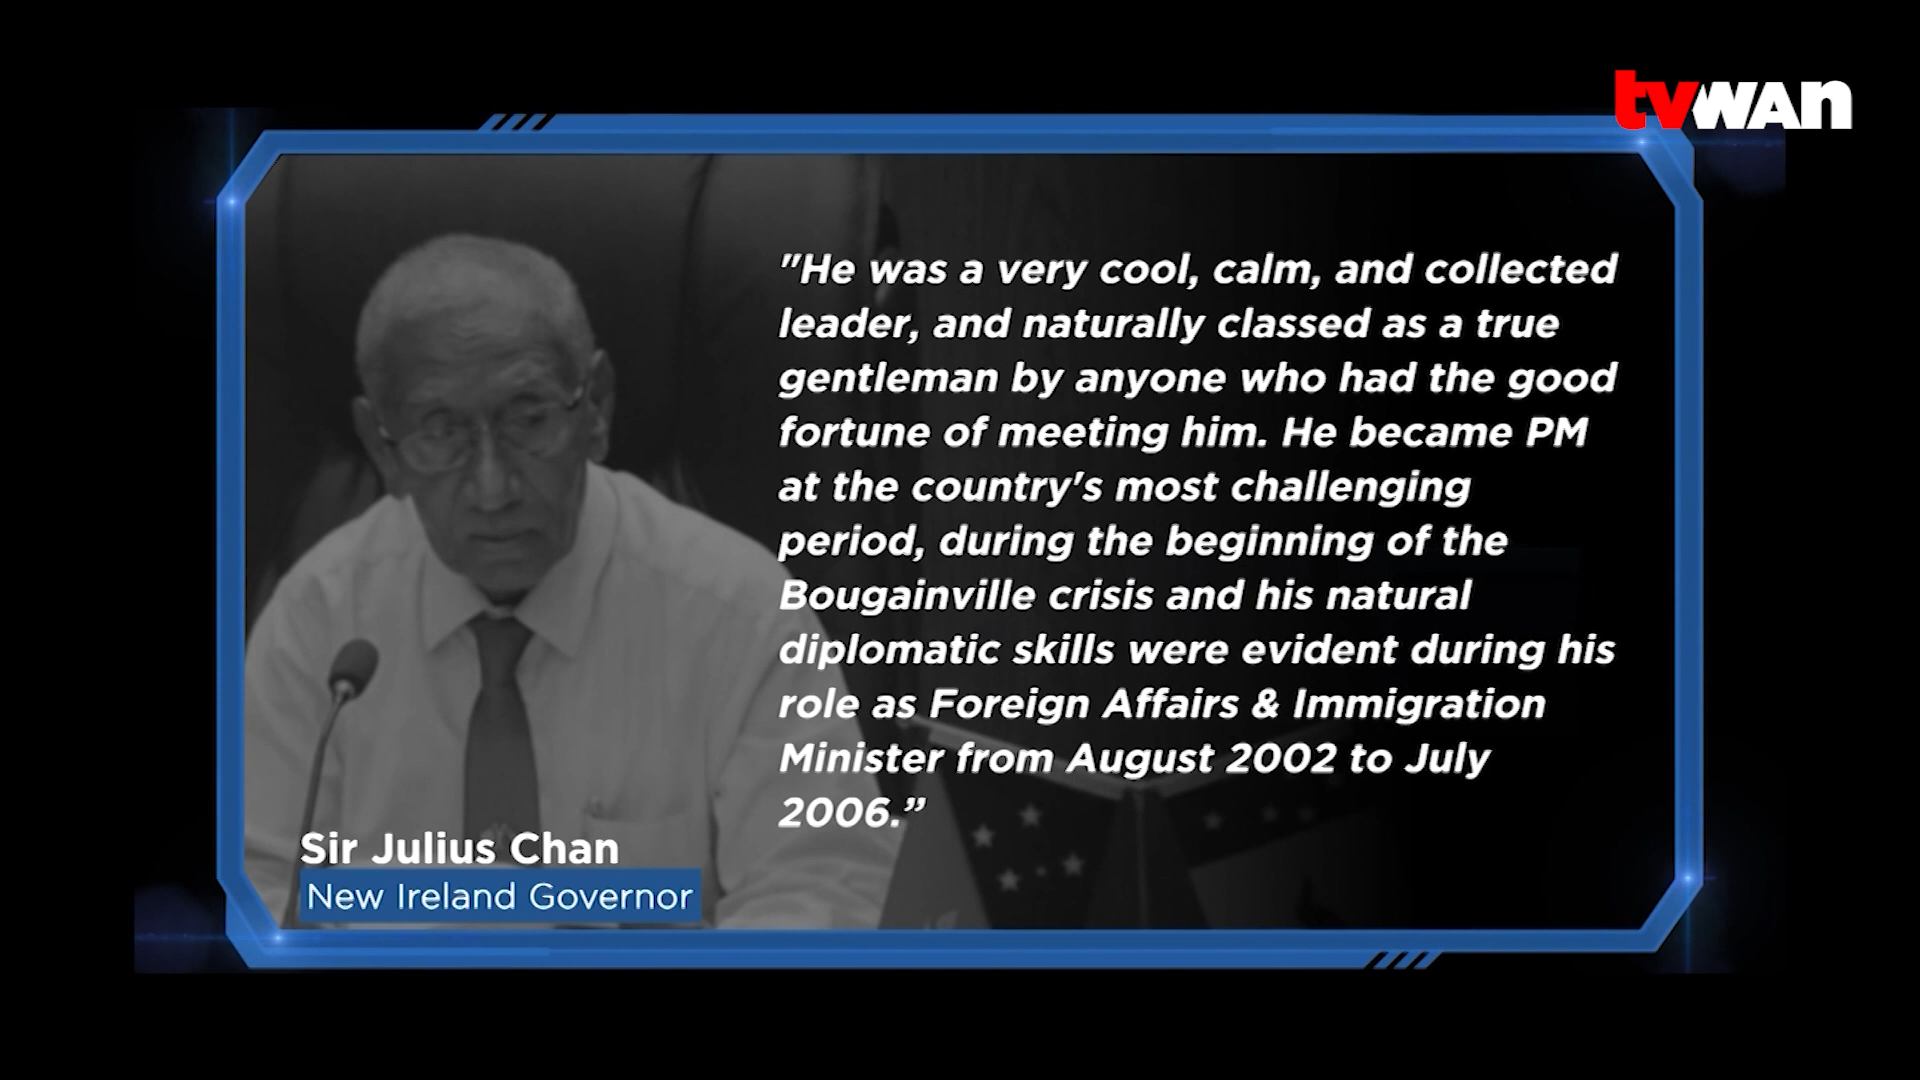 tvwan
"He was a very cool, calm, and collected
leader, and naturally classed as a true
gentleman by anyone who had the good
fortune of meeting him. He became PM
at the country's most challenging
period, during the beginning of the
Bougainville crisis and his natural
diplomatic skills were evident during his
role as Foreign Affairs & Immigration
Minister from August 2002 to July
2006.”
Sir Julius Chan
New Ireland Governor